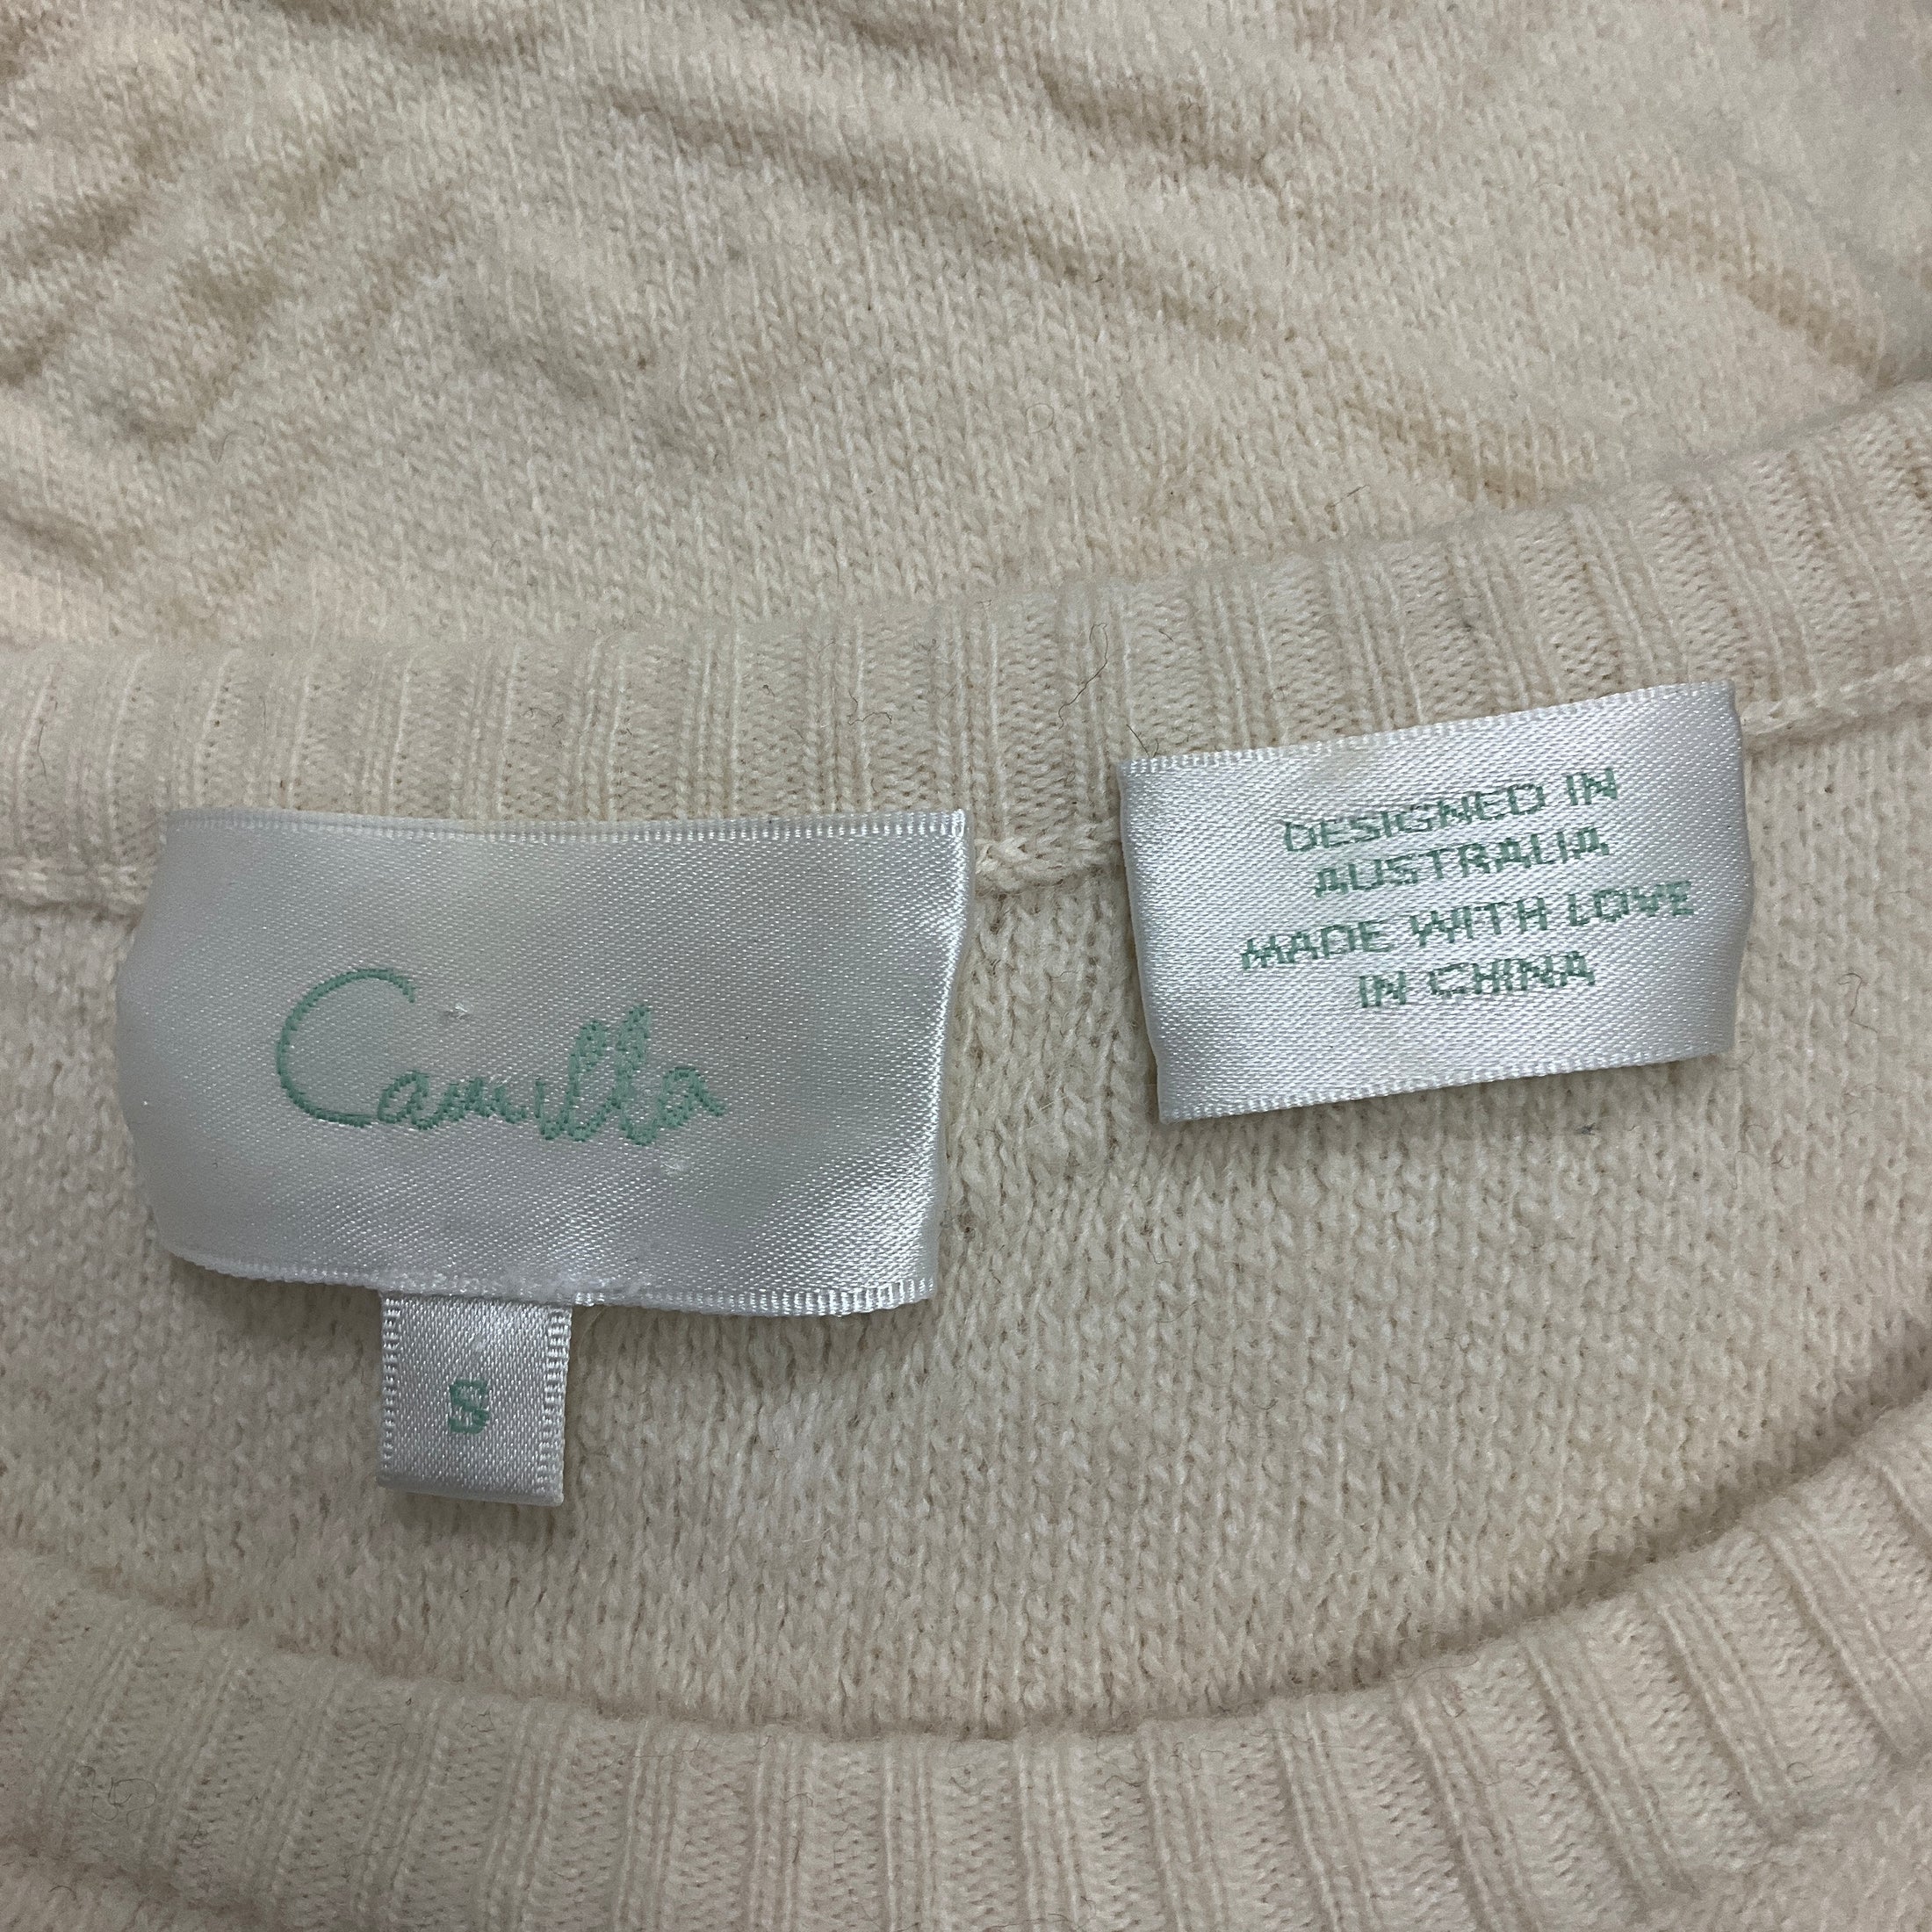 Camilla
S
DESIGNED IN
AUSTRALIA
MADE WITH LOVE
IN CHINA